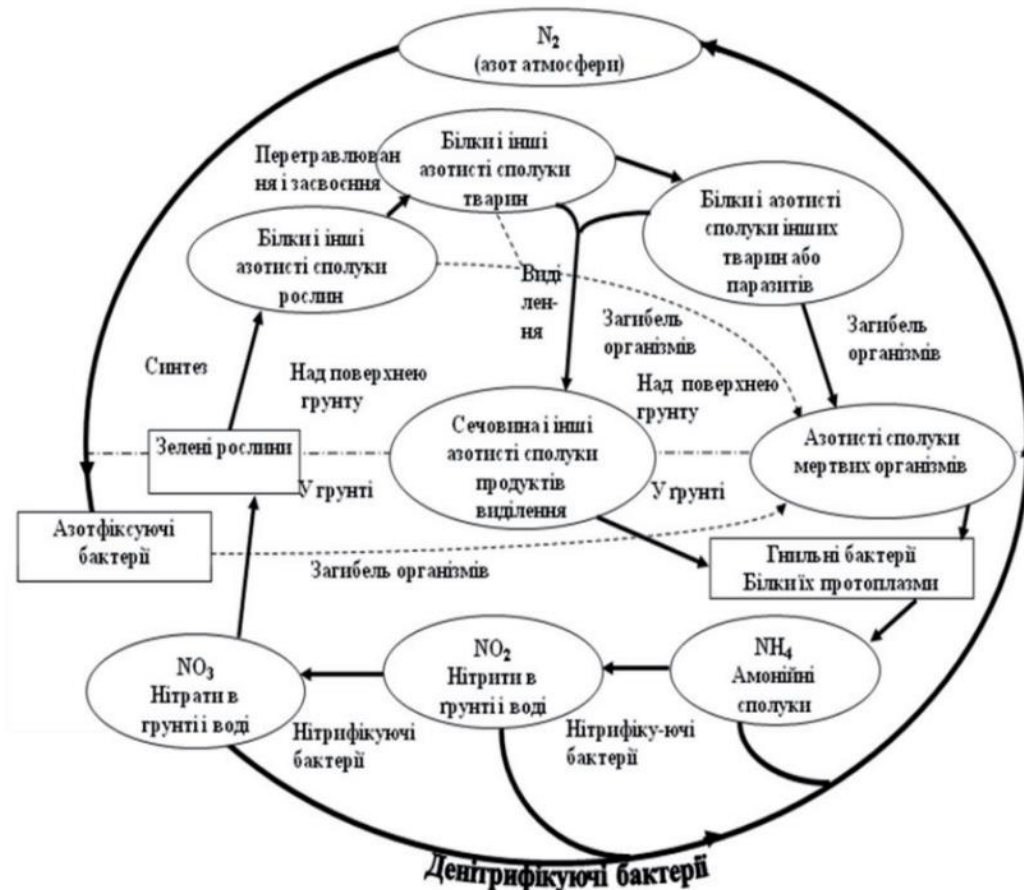 N₂
(азот атмосфери)
Білки і інші
азотисті сполуки
тварин
Перетравлюван
ня і засвоєння
Білки і азотисті
сполуки інших
тварин або
паразитів
Білки і інші
азотисті сполуки
рослин
Виді
лен-
ня
Загибель
організмів
Загибель
організмів
Синтез
Над поверхнею
грунту
Над поверхнею
грунту
Зелені рослини
Сечовина і інші
азотисті сполуки
продуктів
виділення
Азотисті сполуки
мертвих організмів
У грунті
У ґрунті
Азотфіксуючі
бактерії
Загибель організмів
Гнильні бактерії
Білки їх протоплазми
NO₃
Нітрати в
грунті і воді
NO₂
Нітрити в
ґрунті і воді
NH₄
Амонійні
сполуки
Нітрифікуючі
бактерії
Нітрифіку-ючі
бактерії
Денітрифікуючі бактерії